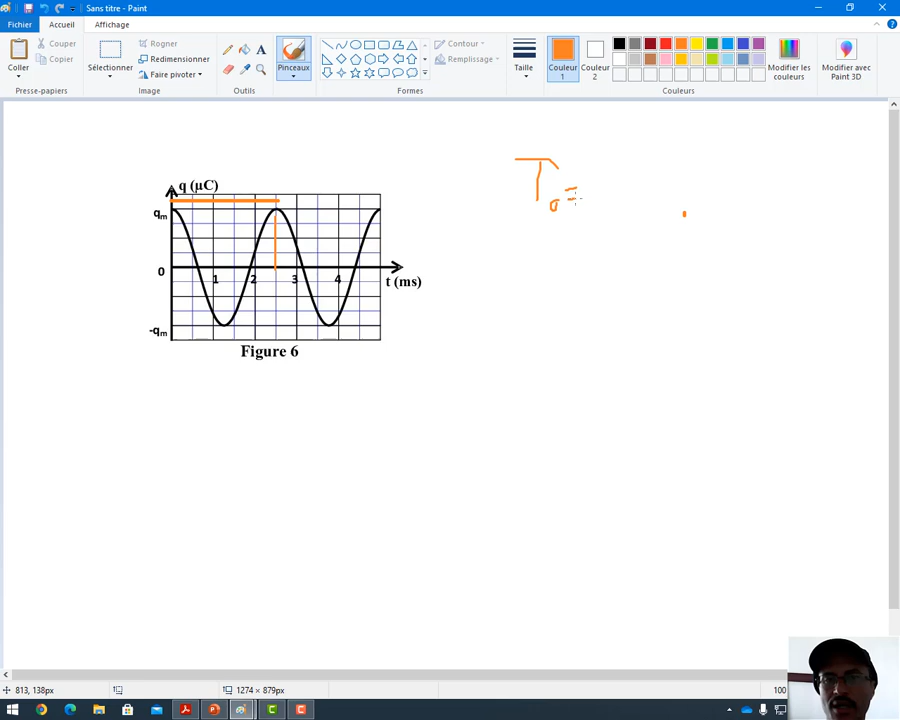 Sans titre - Paint
Fichier Accueil Affichage
Coller
Couper
Copier
Presse-papiers
Sélectionner
Rogner
Redimensionner
Faire pivoter
Image
A
Outils
Pinceaux
Contour
Remplissage
Formes
Taille
Couleur 1
Couleur 2
Modifier les couleurs
Couleurs
Modifier avec Paint 3D
T₀ =
q (µC)
qm
0
1 2 3 4
t (ms)
-qm
Figure 6
813, 138px
1274 × 879px
100